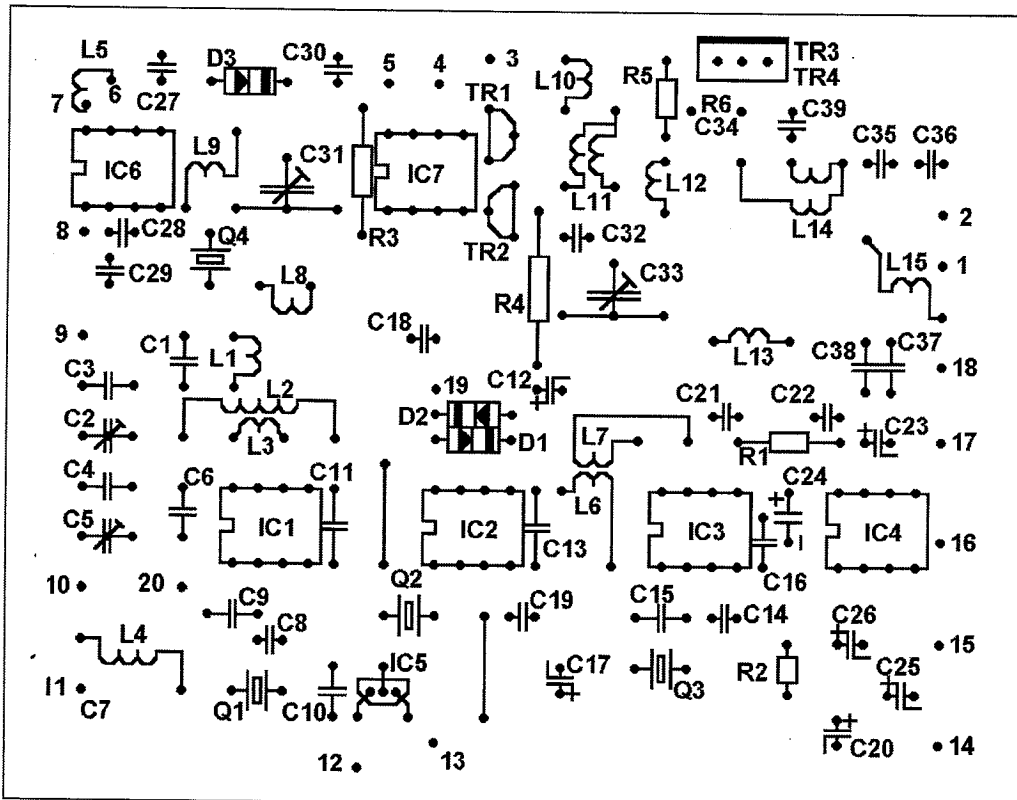 L5
D3
C30
5
4
3
L10
R5
TR3
TR4
7
6
C27
TR1
R6
C34
C39
C35
C36
IC6
L9
C31
IC7
L12
L11
8
C28
Q4
R3
TR2
C32
L14
2
C29
L8
R4
C33
L15
1
9
C1
L1
C18
L13
C38
C37
C3
L2
19
C12
+
18
C2
L3
D2
D1
L7
C21
C22
+
C23
R1
17
C4
C6
C11
L6
+
C24
C5
IC1
IC2
C13
IC3
I
IC4
16
C16
10
20
Q2
C9
C8
C19
C15
C14
+
C26
15
L4
IC5
C17
+
R2
+
C25
I1
C7
Q1
C10
Q3
+
C20
14
12
13